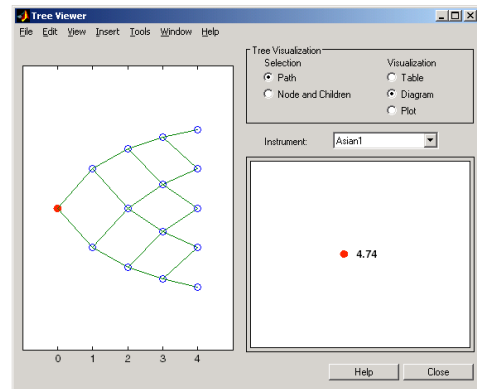 Tree Viewer
File Edit View Insert Tools Window Help
Tree Visualization
Selection Visualization
Path Table
Node and Children Diagram
Plot
Instrument: Asian1
4.74
0 1 2 3 4
Help Close